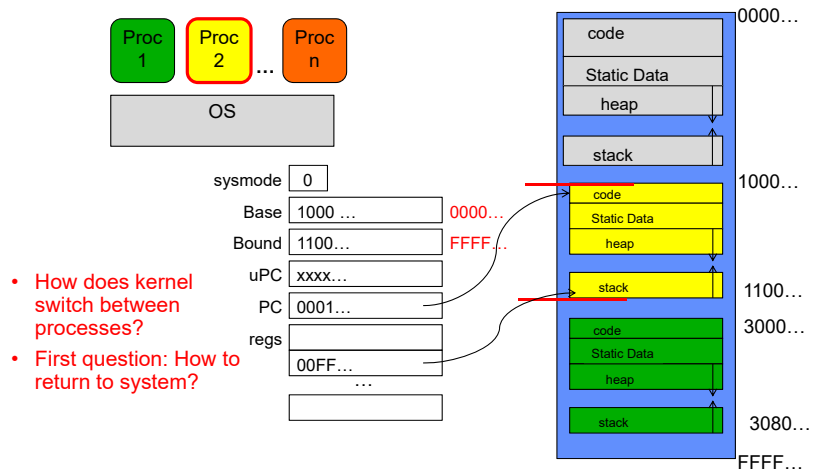 Proc
1
Proc
2
...
Proc
n
OS
sysmode 0
Base 1000 … 0000…
Bound 1100… FFFF…
uPC xxxx…
PC 0001…
regs
00FF…
…
• How does kernel
switch between
processes?
• First question: How to
return to system?
0000…
code
Static Data
heap
stack
1000…
code
Static Data
heap
stack
1100…
3000…
code
Static Data
heap
stack
3080…
FFFF…